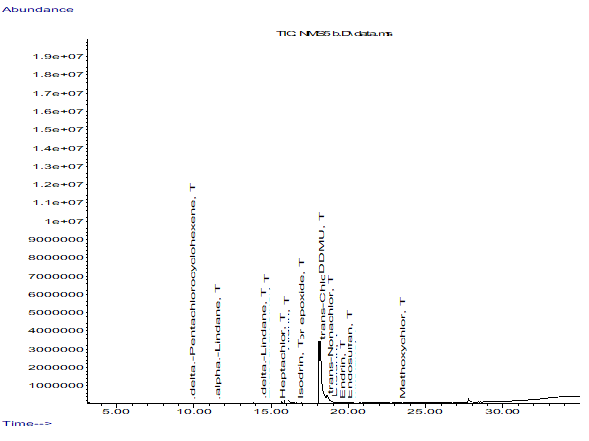 Abundance
TIC: NMS5 b.D\data.ms
1.9e+07
1.8e+07
1.7e+07
1.6e+07
1.5e+07
1.4e+07
1.3e+07
1.2e+07
1.1e+07
1e+07
9000000
8000000
7000000
6000000
5000000
4000000
3000000
2000000
1000000
.delta.-Pentachlorocyclohexene, T
.alpha.-Lindane, T
.delta.-Lindane, T
T
Heptachlor, T
T
Isodrin, T
or epoxide, T
trans-Chlo
DDMU, T
trans-Nonachlor, T
Endrin, T
Endosulfan, T
Methoxychlor, T
5.00
10.00
15.00
20.00
25.00
30.00
Time-->